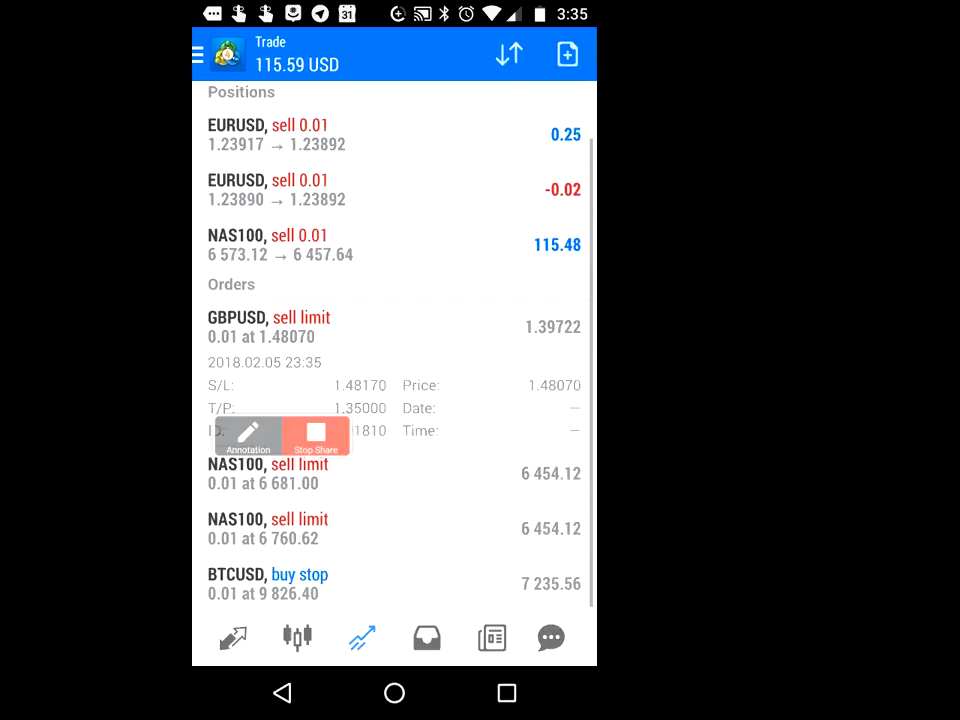 31
3:35
Trade
115.59 USD
Positions
EURUSD, sell 0.01
1.23917 → 1.23892
0.25
EURUSD, sell 0.01
1.23890 → 1.23892
-0.02
NAS100, sell 0.01
6 573.12 → 6 457.64
115.48
Orders
GBPUSD, sell limit
0.01 at 1.48070
1.39722
2018.02.05 23:35
S/L: 1.48170 Price: 1.48070
T/P: 1.35000 Date: –
1810 Time: –
Annotation Stop Share
NAS100, sell limit
0.01 at 6 681.00
6 454.12
NAS100, sell limit
0.01 at 6 760.62
6 454.12
BTCUSD, buy stop
0.01 at 9 826.40
7 235.56